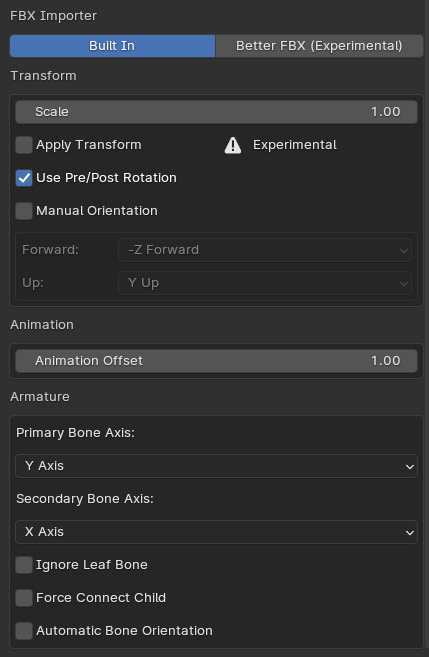 FBX Importer
Built In Better FBX (Experimental)
Transform
Scale 1.00
Apply Transform Experimental
Use Pre/Post Rotation
Manual Orientation
Forward: -Z Forward
Up: Y Up
Animation
Animation Offset 1.00
Armature
Primary Bone Axis:
Y Axis
Secondary Bone Axis:
X Axis
Ignore Leaf Bone
Force Connect Child
Automatic Bone Orientation